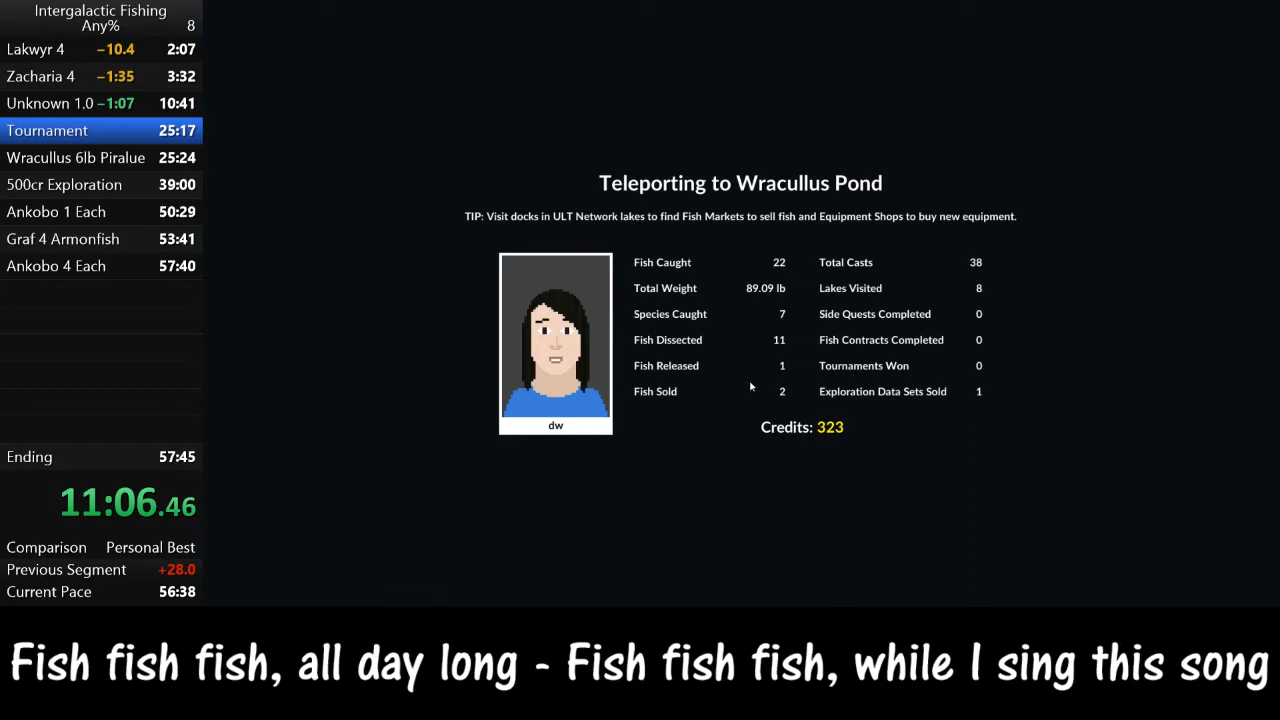 Intergalactic Fishing
Any% 8
Lakwyr 4 −10.4 2:07
Zacharia 4 −1:35 3:32
Unknown 1.0 −1:07 10:41
Tournament 25:17
Wracullus 6lb Piralue 25:24
500cr Exploration 39:00
Ankobo 1 Each 50:29
Graf 4 Armonfish 53:41
Ankobo 4 Each 57:40
Ending 57:45
11:06.46
Comparison Personal Best
Previous Segment +28.0
Current Pace 56:38
Teleporting to Wracullus Pond
TIP: Visit docks in ULT Network lakes to find Fish Markets to sell fish and Equipment Shops to buy new equipment.
Fish Caught 22 Total Casts 38
Total Weight 89.09 lb Lakes Visited 8
Species Caught 7 Side Quests Completed 0
Fish Dissected 11 Fish Contracts Completed 0
Fish Released 1 Tournaments Won 0
Fish Sold 2 Exploration Data Sets Sold 1
dw
Credits: 323
Fish fish fish, all day long - Fish fish fish, while I sing this song